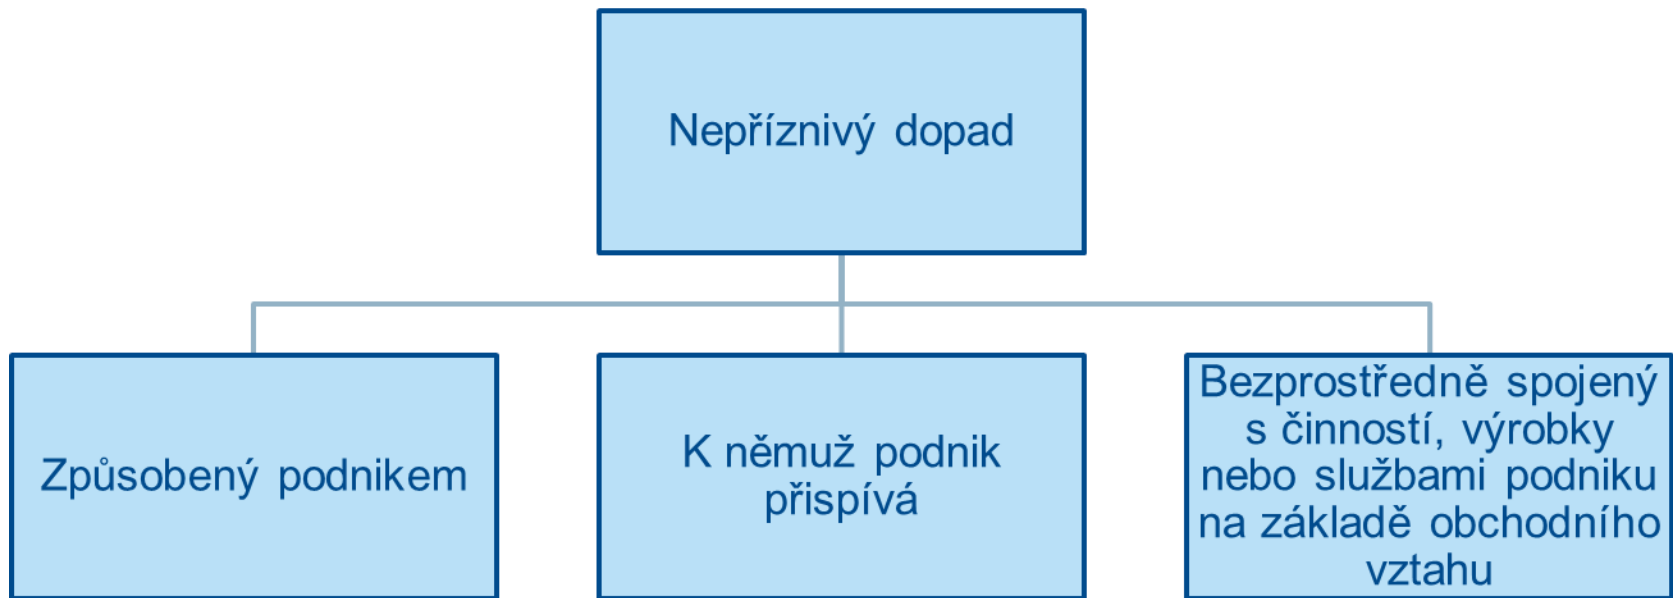 Nepříznivý dopad
Způsobený podnikem
K němuž podnik
přispívá
Bezprostředně spojený
s činností, výrobky
nebo službami podniku
na základě obchodního
vztahu